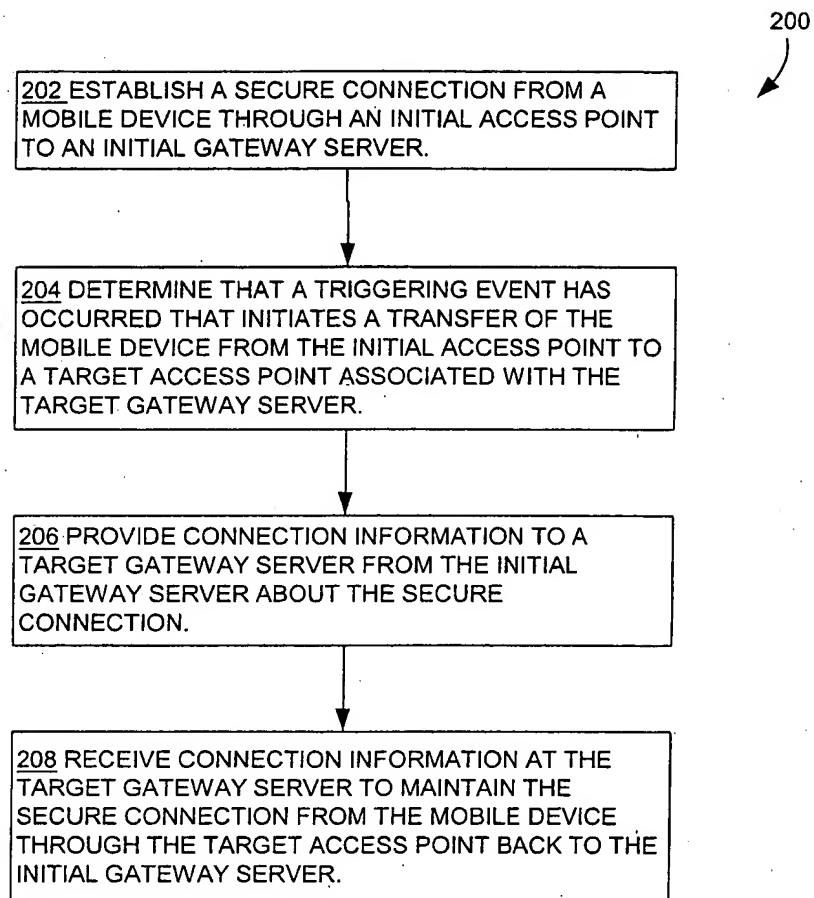 200
202 ESTABLISH A SECURE CONNECTION FROM A
MOBILE DEVICE THROUGH AN INITIAL ACCESS POINT
TO AN INITIAL GATEWAY SERVER.
204 DETERMINE THAT A TRIGGERING EVENT HAS
OCCURRED THAT INITIATES A TRANSFER OF THE
MOBILE DEVICE FROM THE INITIAL ACCESS POINT TO
A TARGET ACCESS POINT ASSOCIATED WITH THE
TARGET GATEWAY SERVER.
206 PROVIDE CONNECTION INFORMATION TO A
TARGET GATEWAY SERVER FROM THE INITIAL
GATEWAY SERVER ABOUT THE SECURE
CONNECTION.
208 RECEIVE CONNECTION INFORMATION AT THE
TARGET GATEWAY SERVER TO MAINTAIN THE
SECURE CONNECTION FROM THE MOBILE DEVICE
THROUGH THE TARGET ACCESS POINT BACK TO THE
INITIAL GATEWAY SERVER.